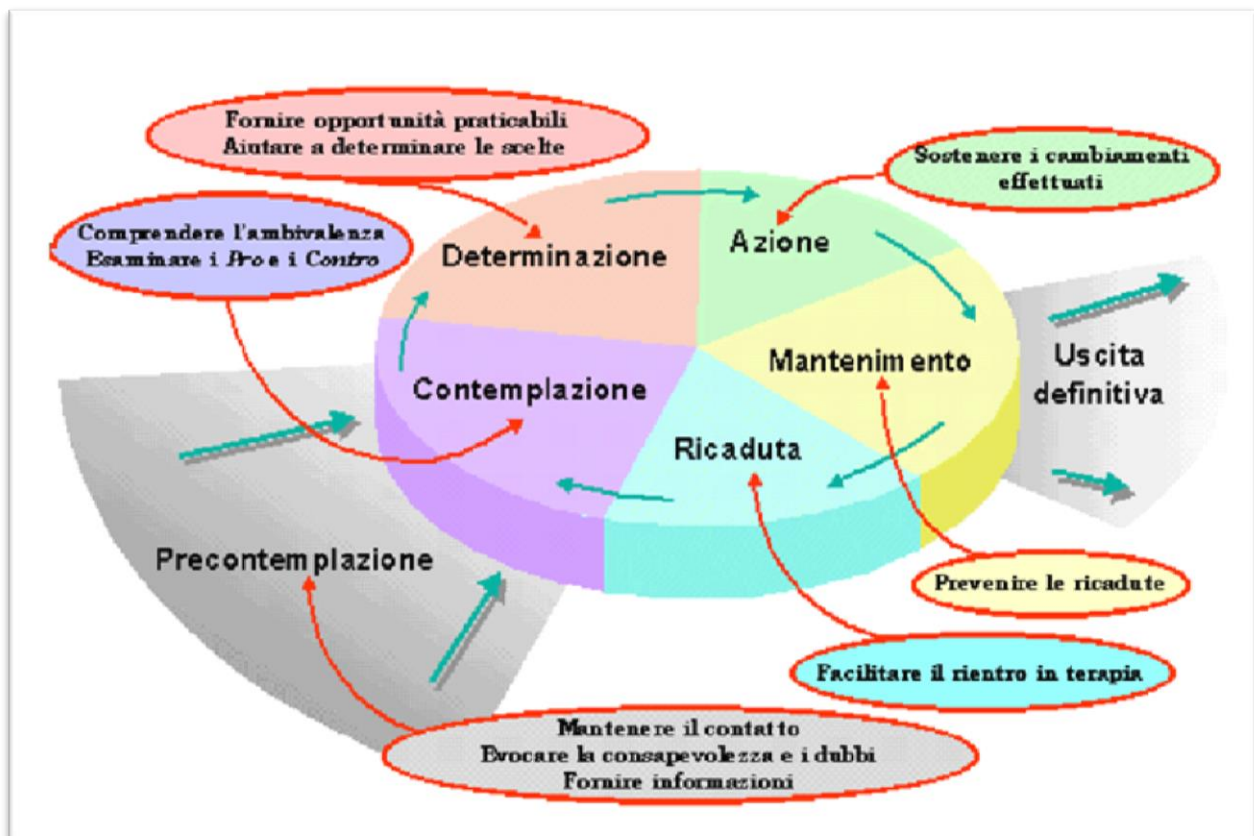 Fornire opportunità praticabili
Aiutare a determinare le scelte
Sostenere i cambiamenti
effettuati
Comprendere l'ambivalenza
Esaminare i Pro e i Contro
Determinazione
Azione
Mantenimento
Uscita
definitiva
Contemplazione
Ricaduta
Precontemplazione
Prevenire le ricadute
Facilitare il rientro in terapia
Mantenere il contatto
Evocare la consapevolezza e i dubbi
Fornire informazioni